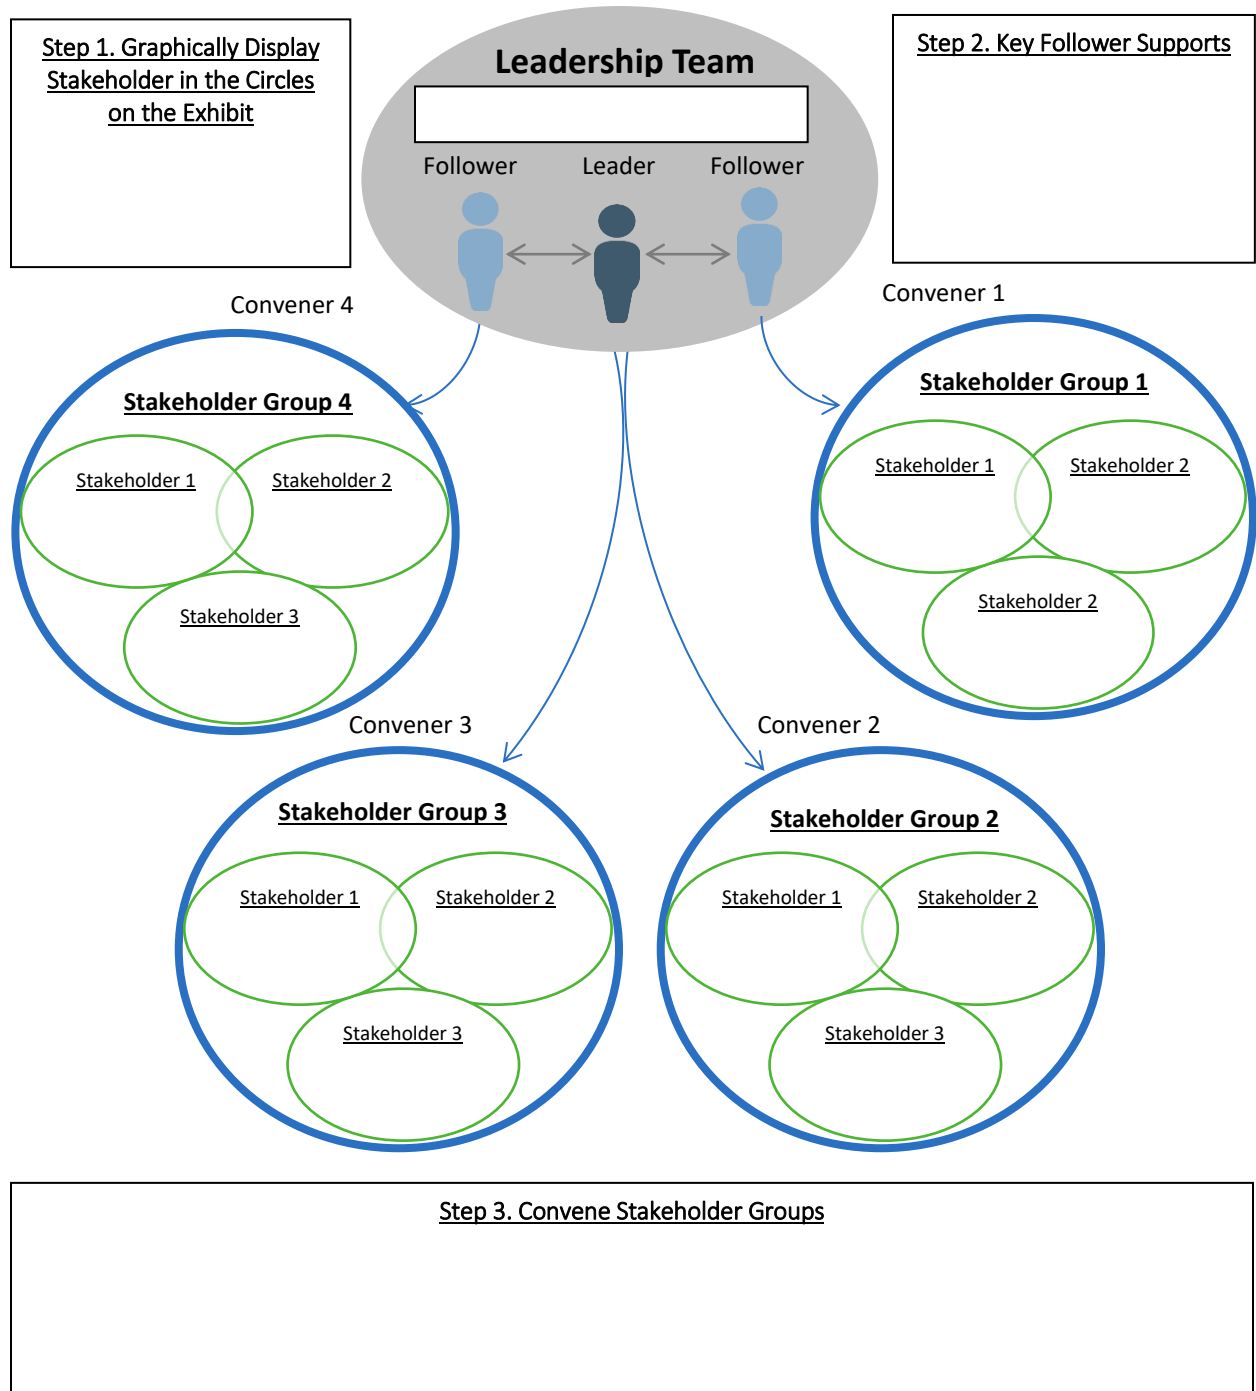 Step 1. Graphically Display
Stakeholder in the Circles
on the Exhibit
Leadership Team
Follower
Leader
Follower
Step 2. Key Follower Supports
Convener 4
Stakeholder Group 4
Stakeholder 1
Stakeholder 2
Stakeholder 3
Convener 1
Stakeholder Group 1
Stakeholder 1
Stakeholder 2
Stakeholder 2
Convener 3
Stakeholder Group 3
Stakeholder 1
Stakeholder 2
Stakeholder 3
Convener 2
Stakeholder Group 2
Stakeholder 1
Stakeholder 2
Stakeholder 3
Step 3. Convene Stakeholder Groups